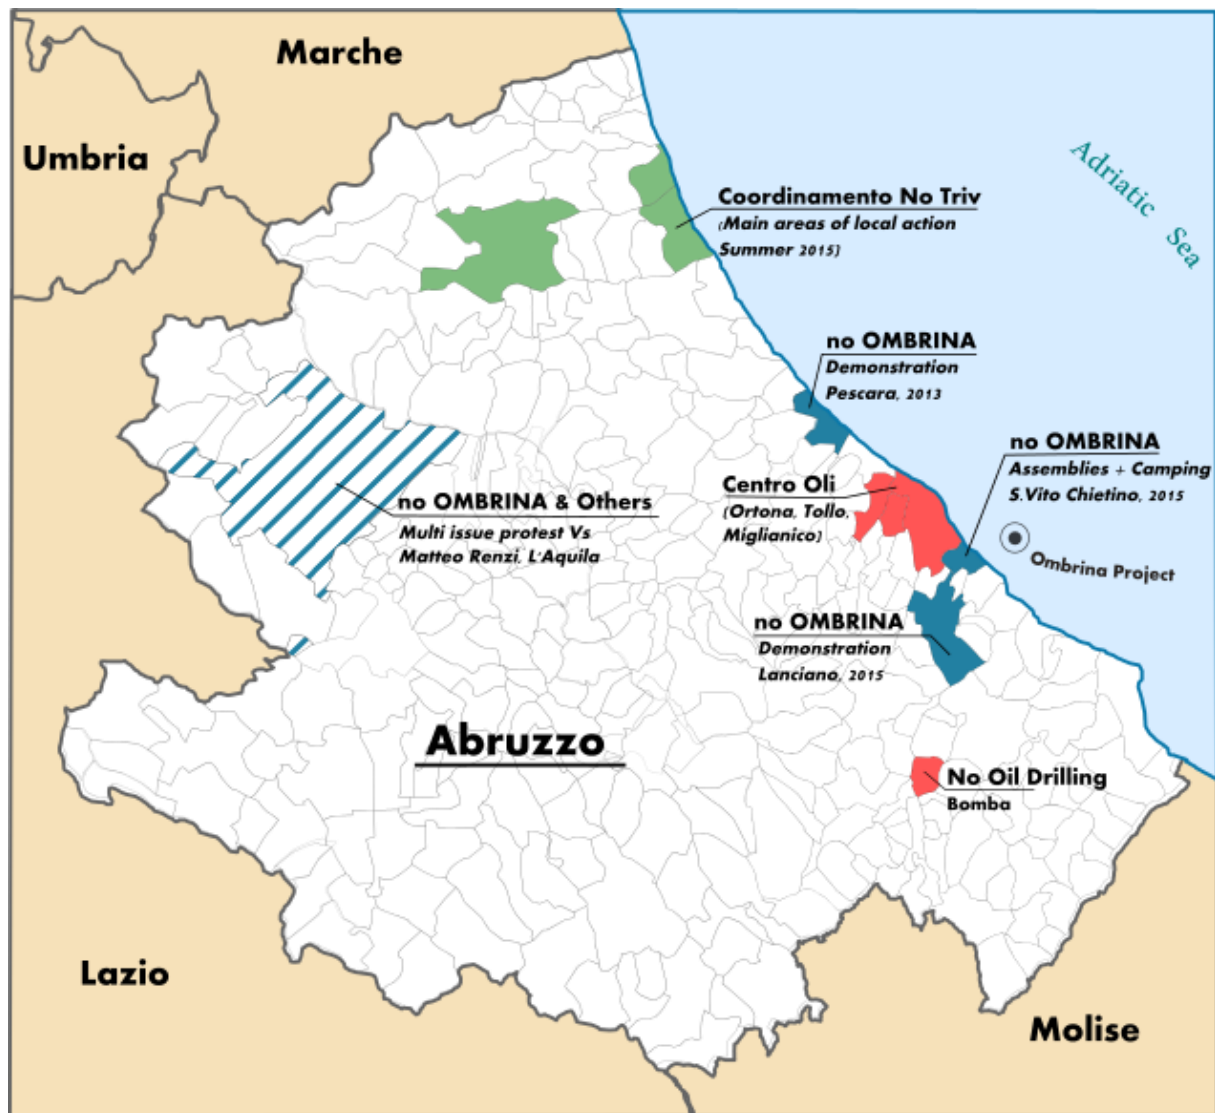 Marche
Umbria
Adriatic Sea
Coordinamento No Triv
(Main areas of local action
Summer 2015)
no OMBRINA
Demonstration
Pescara, 2013
no OMBRINA
Assemblies + Camping
S.Vito Chietino, 2015
Centro Oli
(Ortona, Tollo,
Miglianico)
no OMBRINA & Others
Multi issue protest Vs
Matteo Renzi, L'Aquila
Ombrina Project
no OMBRINA
Demonstration
Lanciano, 2015
Abruzzo
No Oil Drilling
Bomba
Lazio
Molise